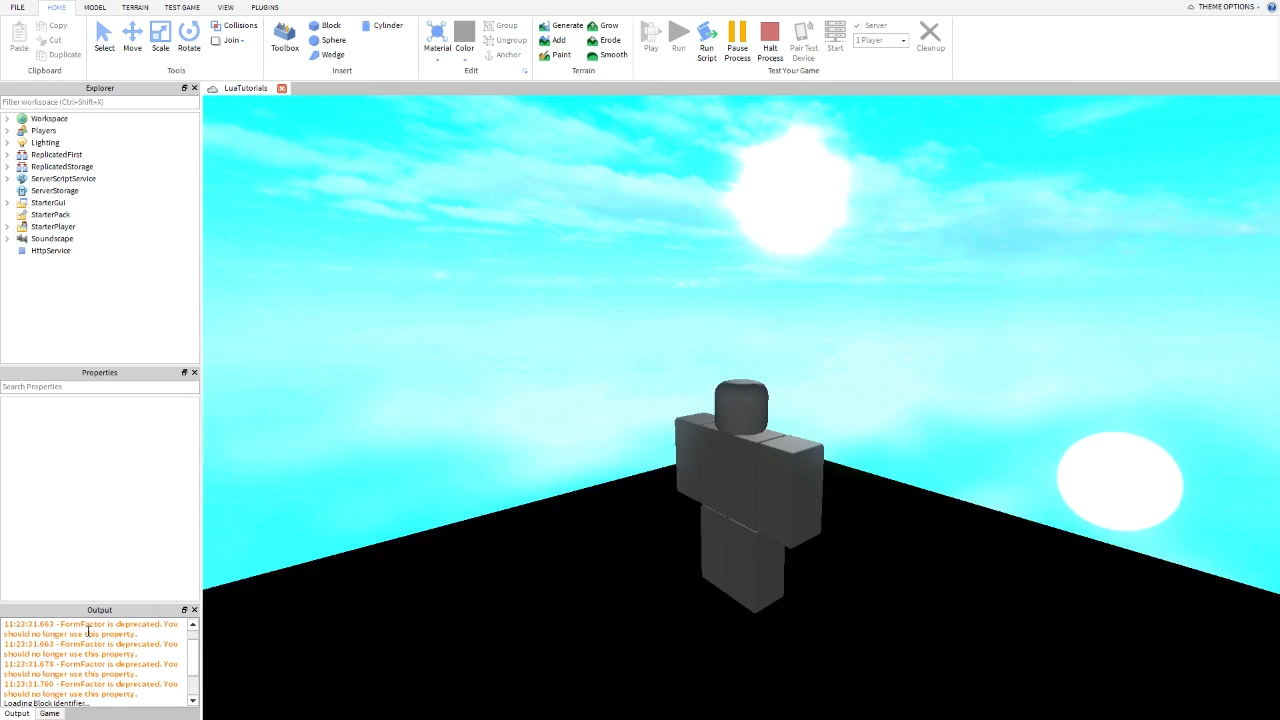 FILE HOME MODEL TERRAIN TEST GAME VIEW PLUGINS THEME OPTIONS
Paste
Copy
Cut
Duplicate
Clipboard
Select Move Scale Rotate
Collisions
Join
Tools
Toolbox
Block
Sphere
Wedge
Cylinder
Insert
Material Color
Group
Ungroup
Anchor
Edit
Generate Grow
Add Erode
Paint Smooth
Terrain
Play Run
Run Script
Pause Process
Halt Process
Pair Test Device
Start
Server
1 Player
Cleanup
Test Your Game
Explorer
Filter workspace (Ctrl+Shift+X)
Workspace
Players
Lighting
ReplicatedFirst
ReplicatedStorage
ServerScriptService
ServerStorage
StarterGui
StarterPack
StarterPlayer
Soundscape
HttpService
LuaTutorials
Properties
Search Properties
Output
11:23:31.663 - FormFactor is deprecated. You
should no longer use this property.
11:23:31.663 - FormFactor is deprecated. You
should no longer use this property.
11:23:31.678 - FormFactor is deprecated. You
should no longer use this property.
11:23:31.760 - FormFactor is deprecated. You
should no longer use this property.
Loading Block Identifier...
Output Game